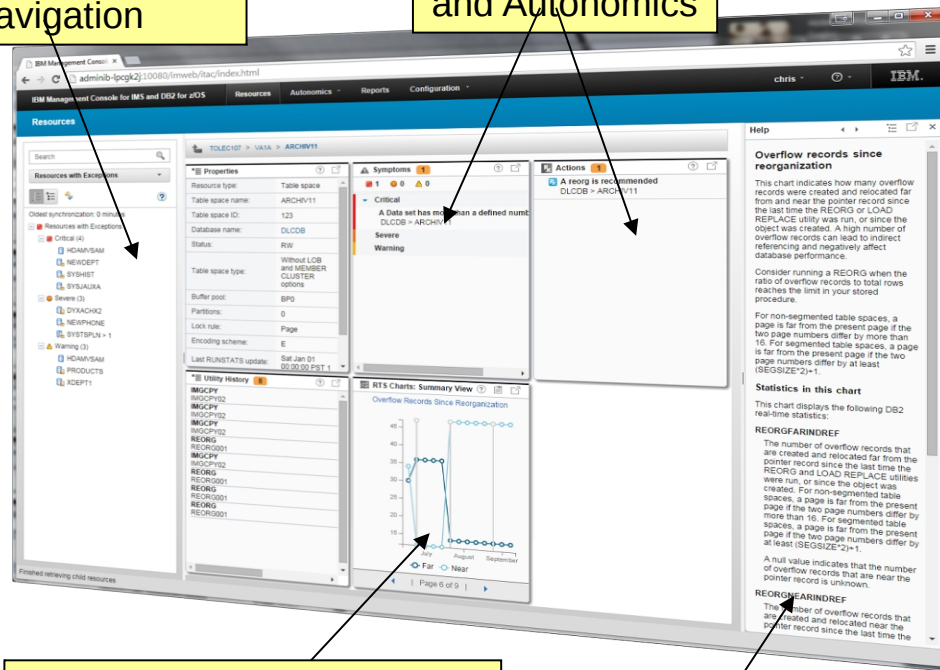 avigation
and Autonomics
IBM Management Consol
adminib-lpcgk2j:10080/imweb/itac/index.html
IBM Management Console for IMS and DB2 for z/OS
Resources
Autonomics
Reports
Configuration
chris
IBM.
Resources
Search
Resources with Exceptions
Oldest synchronization: 0 minutes
Resources with Exceptions
Critical (4)
HDAMVSAM
NEWDEPT
SYSHIST
SYSJAUXA
Severe (3)
DYXACHX2
NEWPHONE
SYSTSPLN > 1
Warning (3)
HDAMVSAM
PRODUCTS
XDEPT1
Finished retrieving child resources
TOLEC107 > VA1A > ARCHIV11
*Properties
Resource type: Table space
Table space name: ARCHIV11
Table space ID: 123
Database name: DLCDB
Status: RW
Table space type: Without LOB
and MEMBER
CLUSTER
options
Buffer pool: BP0
Partitions: 0
Lock rule: Page
Encoding scheme: E
Last RUNSTATS update: Sat Jan 01
00:00:00 PST 1
Symptoms 1
1 0 0
Critical
A Data set has more than a defined numb
DLCDB > ARCHIV11
Severe
Warning
Actions 1
A reorg is recommended
DLCDB > ARCHIV11
*Utility History 8
IMGCPY
IMGCPY02
IMGCPY
IMGCPY02
IMGCPY
IMGCPY02
REORG
REORG001
IMGCPY
IMGCPY02
REORG
REORG001
REORG
REORG001
REORG
REORG001
RTS Charts: Summary View
Overflow Records Since Reorganization
45
40
35
30
25
20
15
July
August
September
Far
Near
Page 6 of 9
Help
Overflow records since
reorganization
This chart indicates how many overflow
records were created and relocated far
from and near the pointer record since
the last time the REORG or LOAD
REPLACE utility was run, or since the
object was created. A high number of
overflow records can lead to indirect
referencing and negatively affect
database performance.
Consider running a REORG when the
ratio of overflow records to total rows
reaches the limit in your stored
procedure.
For non-segmented table spaces, a
page is far from the present page if the
two page numbers differ by more than
16. For segmented table spaces, a page
is far from the present page if the two
page numbers differ by at least
(SEGSIZE*2)+1.
Statistics in this chart
This chart displays the following DB2
real-time statistics:
REORGFARINDREF
The number of overflow records that
are created and relocated far from the
pointer record since the last time the
REORG and LOAD REPLACE utilities
were run, or since the object was
created. For non-segmented table
spaces, a page is far from the present
page if the two page numbers differ by
more than 16. For segmented table
spaces, a page is far from the present
page if the two page numbers differ by
at least (SEGSIZE*2)+1.
A null value indicates that the number
of overflow records that are near the
pointer record is unknown.
REORGNEARINDREF
The number of overflow records that
are created and relocated near the
pointer record since the last time the